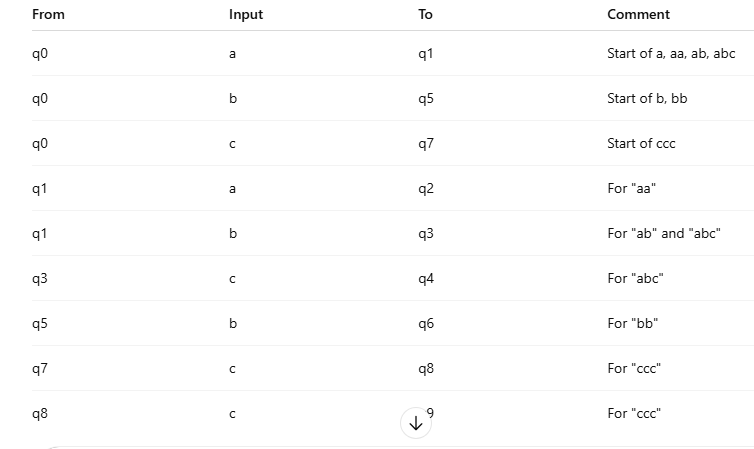 From Input To Comment
q0 a q1 Start of a, aa, ab, abc
q0 b q5 Start of b, bb
q0 c q7 Start of ccc
q1 a q2 For "aa"
q1 b q3 For "ab" and "abc"
q3 c q4 For "abc"
q5 b q6 For "bb"
q7 c q8 For "ccc"
q8 c 9 For "ccc"